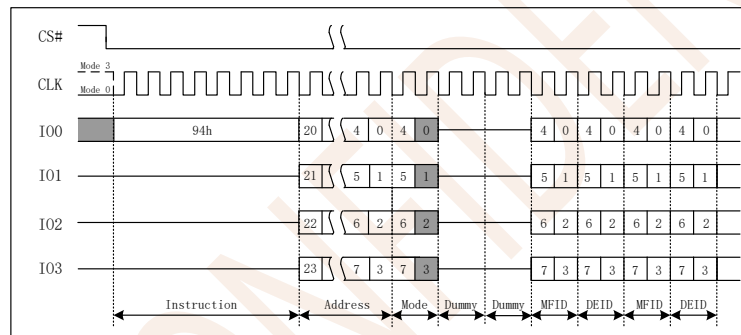 CS#
Mode 3
CLK
Mode 0
IO0 94h 20 4 0 4 0 4 0 4 0 4 0 4 0
IO1 21 5 1 5 1 5 1 5 1 5 1 5 1
IO2 22 6 2 6 2 6 2 6 2 6 2 6 2
IO3 23 7 3 7 3 7 3 7 3 7 3 7 3
Instruction Address Mode Dummy Dummy MFID DEID MFID DEID